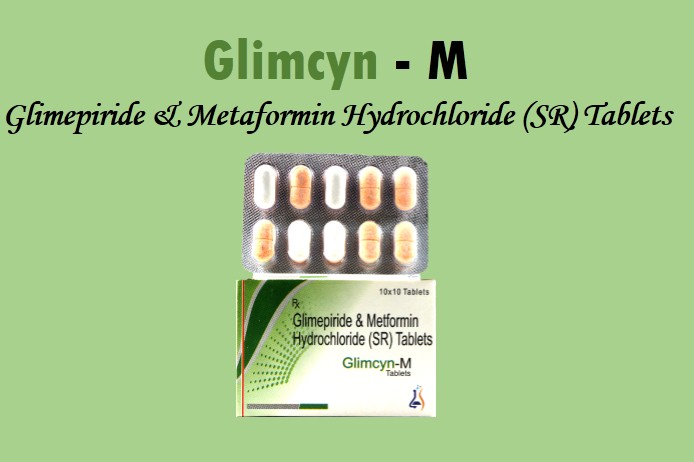 Glimcyn - M
Glimepiride & Metaformin Hydrochloride (SR) Tablets
10x10 Tablets
Rx
Glimepiride & Metformin
Hydrochloride (SR) Tablets
Glimcyn-M
Tablets